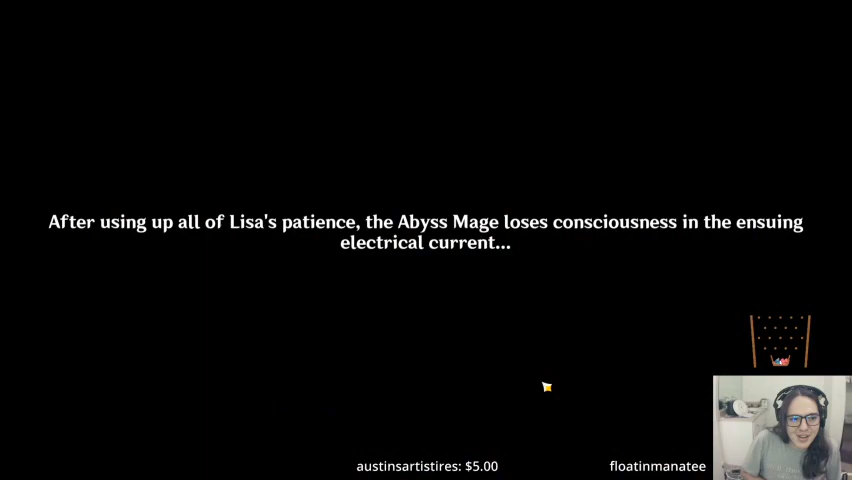 After using up all of Lisa's patience, the Abyss Mage loses consciousness in the ensuing
electrical current...
austinsartistires: $5.00
floatinmanatee